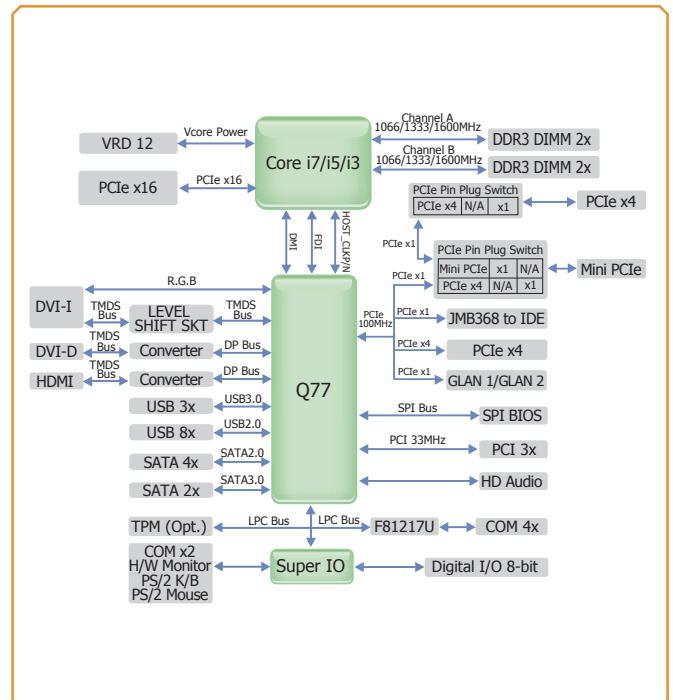 Channel A
1066/1333/1600MHz
DDR3 DIMM 2x
Channel B
1066/1333/1600MHz
DDR3 DIMM 2x
VRD 12
Vcore Power
Core i7/i5/i3
PCIe x16
PCIe x16
PCIe Pin Plug Switch
PCIe x4 N/A x1
PCIe x4
DMI
FDI
HOST_CLKP/N
PCIe x1
PCIe Pin Plug Switch
Mini PCIe x1 N/A
PCIe x4 N/A x1
Mini PCIe
PCIe x1
R.G.B
DVI-I
TMDS
Bus
LEVEL
SHIFT SKT
TMDS
Bus
PCIe
100MHz
PCIe x1
JMB368 to IDE
DVI-D
TMDS
Bus
Converter
DP Bus
PCIe x4
PCIe x4
HDMI
TMDS
Bus
Converter
DP Bus
PCIe x1
GLAN 1/GLAN 2
Q77
USB 3x
USB3.0
SPI Bus
SPI BIOS
USB 8x
USB2.0
PCI 33MHz
PCI 3x
SATA 4x
SATA2.0
HD Audio
SATA 2x
SATA3.0
TPM (Opt.)
LPC Bus
LPC Bus
F81217U
COM 4x
COM x2
H/W Monitor
PS/2 K/B
PS/2 Mouse
Super IO
Digital I/O 8-bit